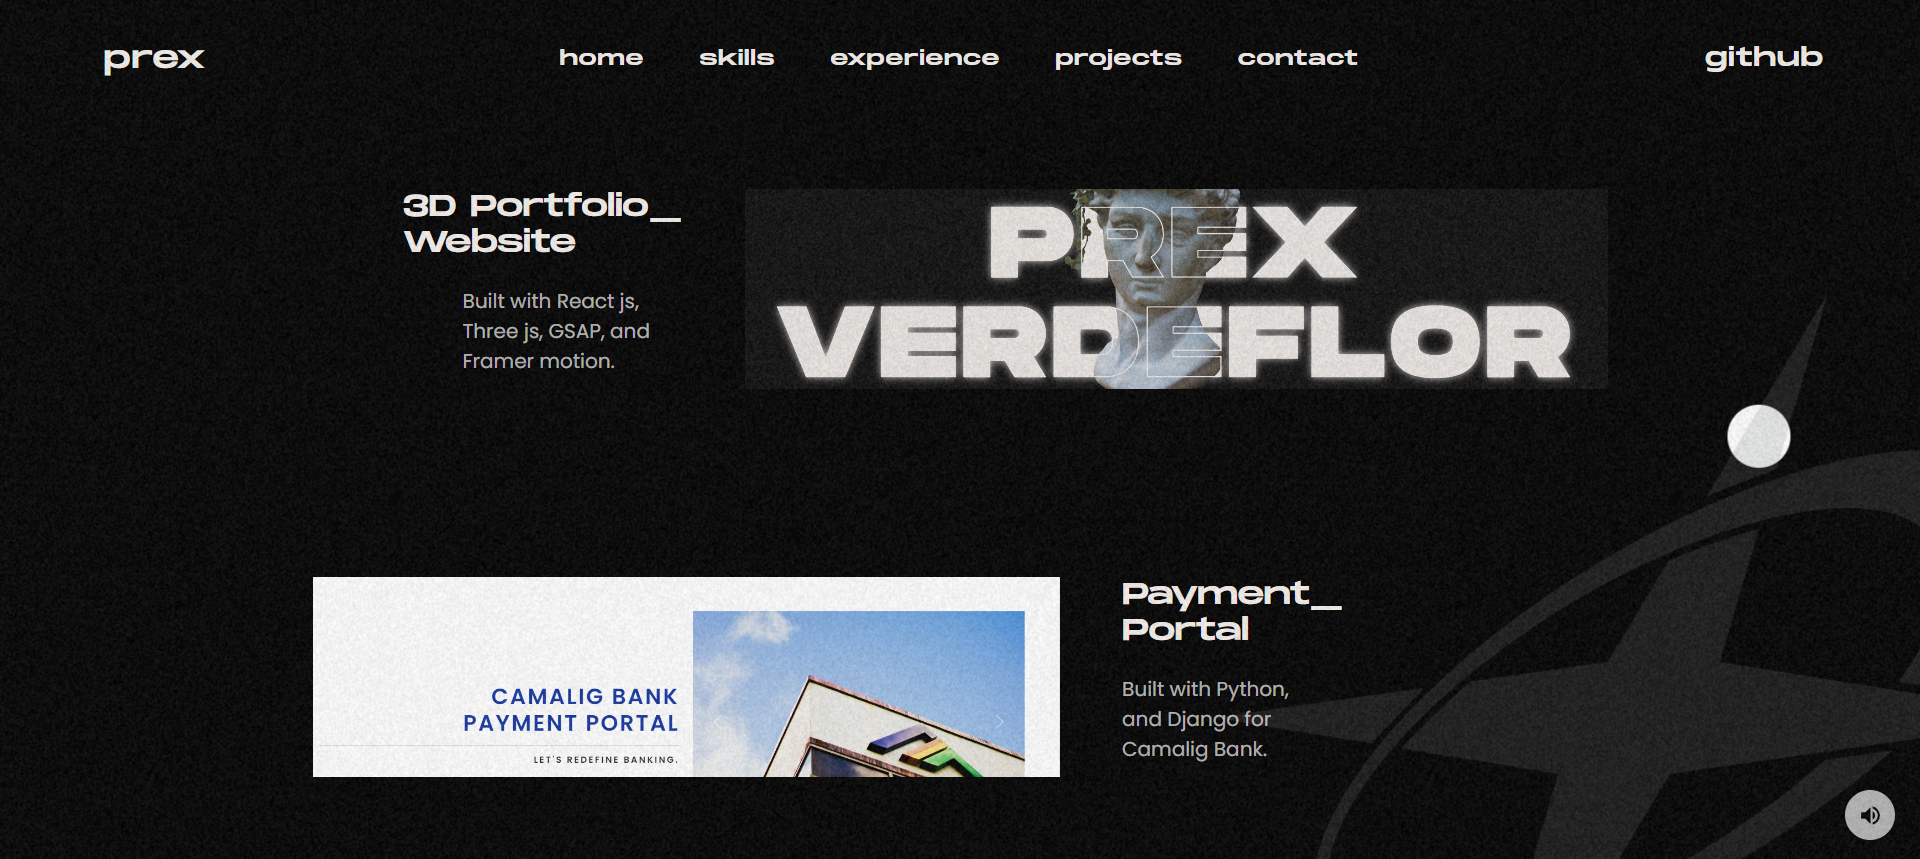 prex
home
skills
experience
projects
contact
github
3D Portfolio_
Website
Built with React js,
Three js, GSAP, and
Framer motion.
PREX
VERDEFLOR
CAMALIG BANK
PAYMENT PORTAL
LET'S REDEFINE BANKING.
Payment_
Portal
Built with Python,
and Django for
Camalig Bank.